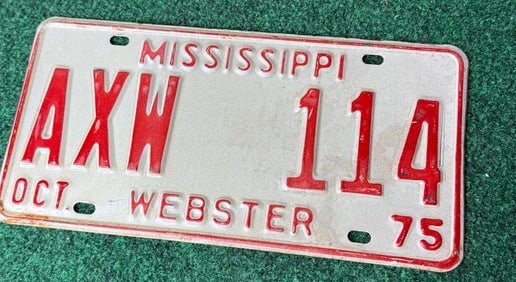 MISSISSIPPI
AXW 114
OCT. WEBSTER 75